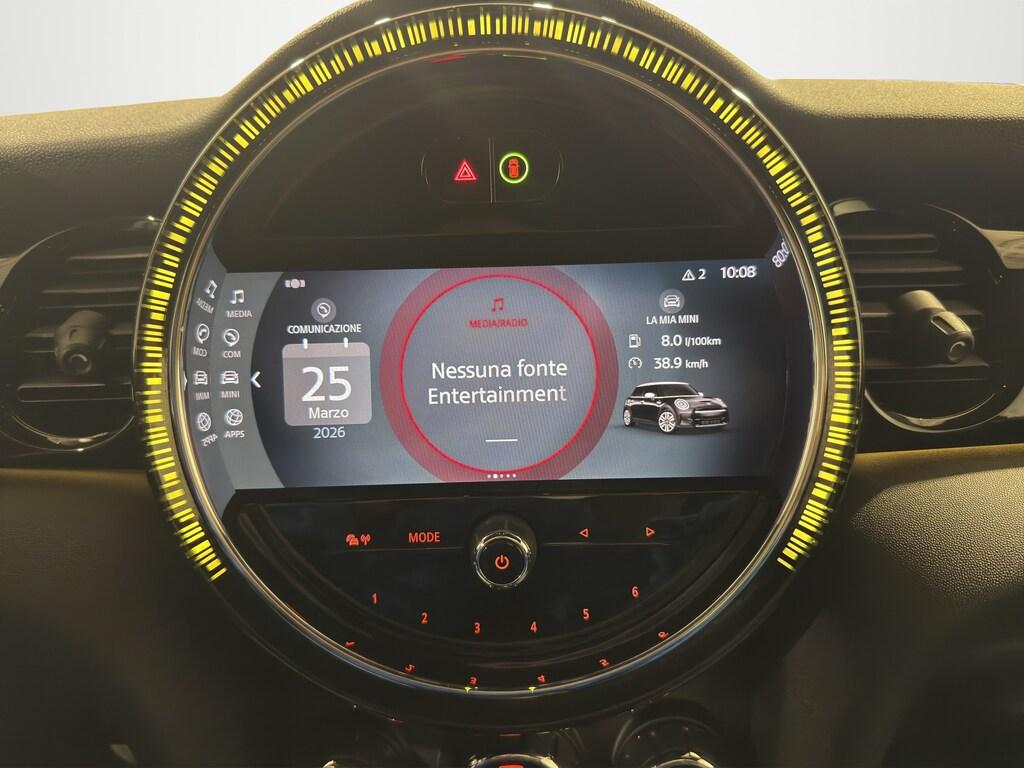 2 10:08
MEDIA
COM
MINI
APPS
COMUNICAZIONE
25
Marzo
2026
MEDIA/RADIO
Nessuna fonte
Entertainment
LA MIA MINI
8.0 l/100km
38.9 km/h
MODE
1 2 3 4 5 6